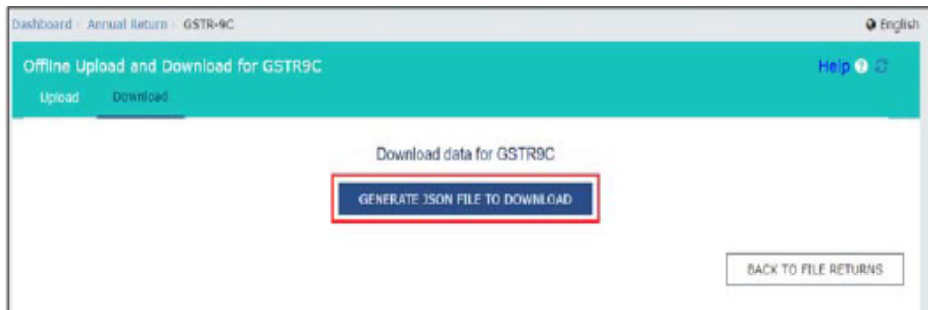 Dashboard Annual Return GSTR-9C English
Offline Upload and Download for GSTR9C Help ?
Upload Download
Download data for GSTR9C
GENERATE JSON FILE TO DOWNLOAD
BACK TO FILE RETURNS